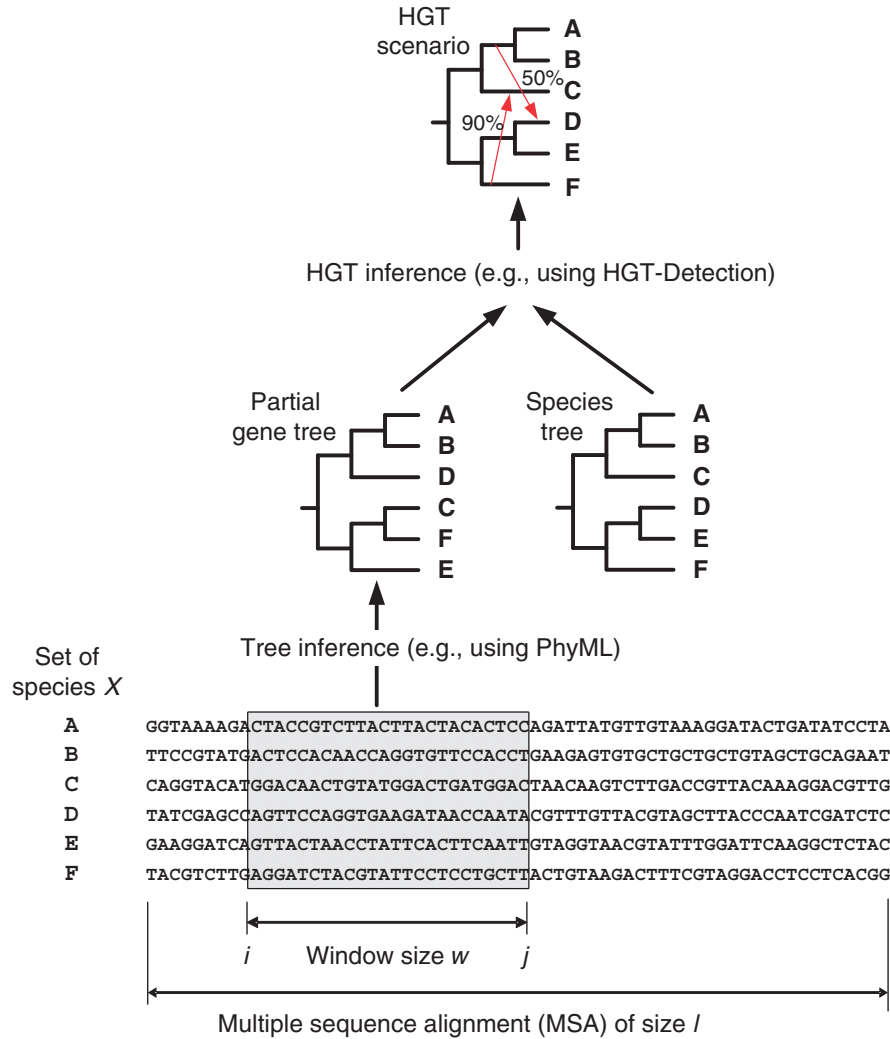 HGT
scenario
A
B
50%
C
90%
D
E
F
HGT inference (e.g., using HGT-Detection)
Partial
gene tree
A
B
D
C
F
E
Species
tree
A
B
C
D
E
F
Tree inference (e.g., using PhyML)
Set of
species X
A GGTAAAAGACTACCGTCTTACTTACTACACTCCAGATTATGTTGTAAAGGATACTGATATCCTA
B TTCCGTATGACTCCACAACCAGGTGTTCCACCTGAAGAGTGTGCTGCTGCTGTAGCTGCAGAAT
C CAGGTACATGGACAACTGTATGGACTGATGGACTAACAAGTCTTGACCGTTACAAAGGACGTTG
D TATCGAGCCAGTTCCAGGTGAAGATAACCAATACGTTTGTTACGTAGCTTACCCAATCGATCTC
E GAAGGATCAGTTACTAACCTATTCACTTCAATTGTAGGTAACGTATTTGGATTCAAGGCTCTAC
F TACGTCTTGAGGATCTACGTATTCCTCCTGCTTACTGTAAGACTTTCGTAGGACCTCCTCACGG
i Window size w j
Multiple sequence alignment (MSA) of size l